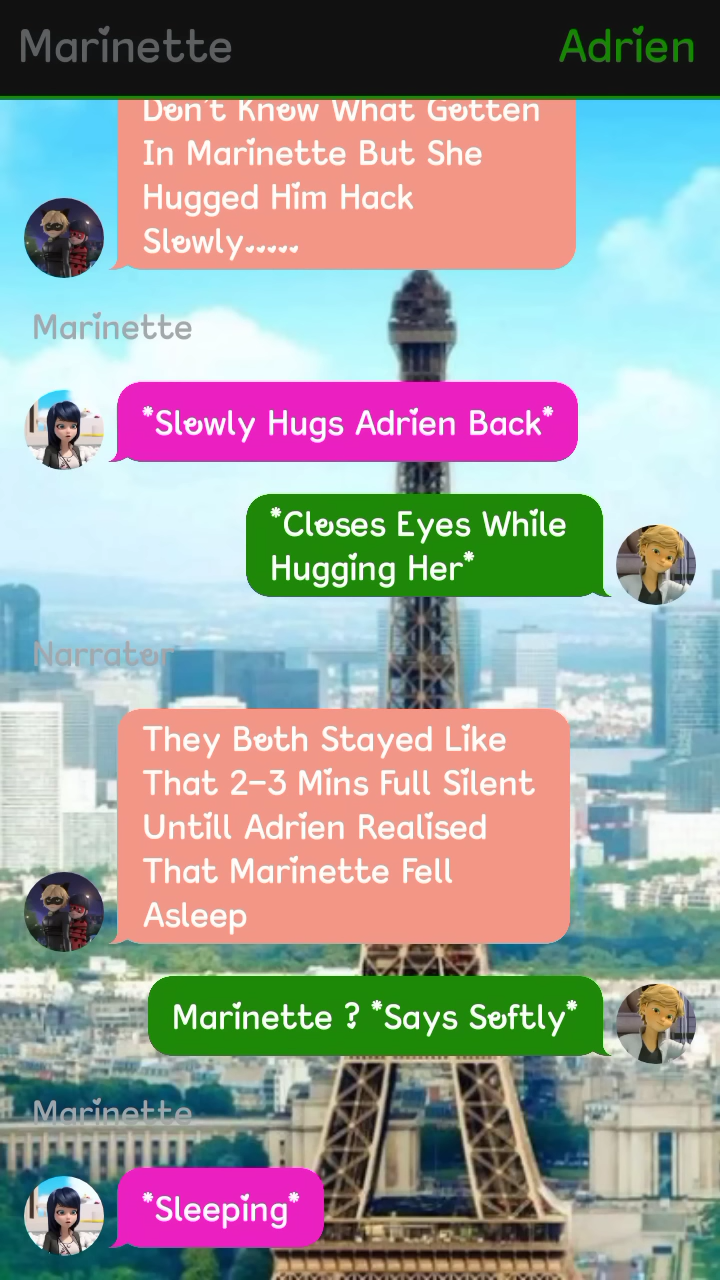 Marinette
Adrien
Don't Know What Gotten
In Marinette But She
Hugged Him Hack
Slowly.....
Marinette
*Slowly Hugs Adrien Back*
*Closes Eyes While
Hugging Her*
Narrator
They Both Stayed Like
That 2-3 Mins Full Silent
Untill Adrien Realised
That Marinette Fell
Asleep
Marinette ? *Says Softly*
Marinette
*Sleeping*